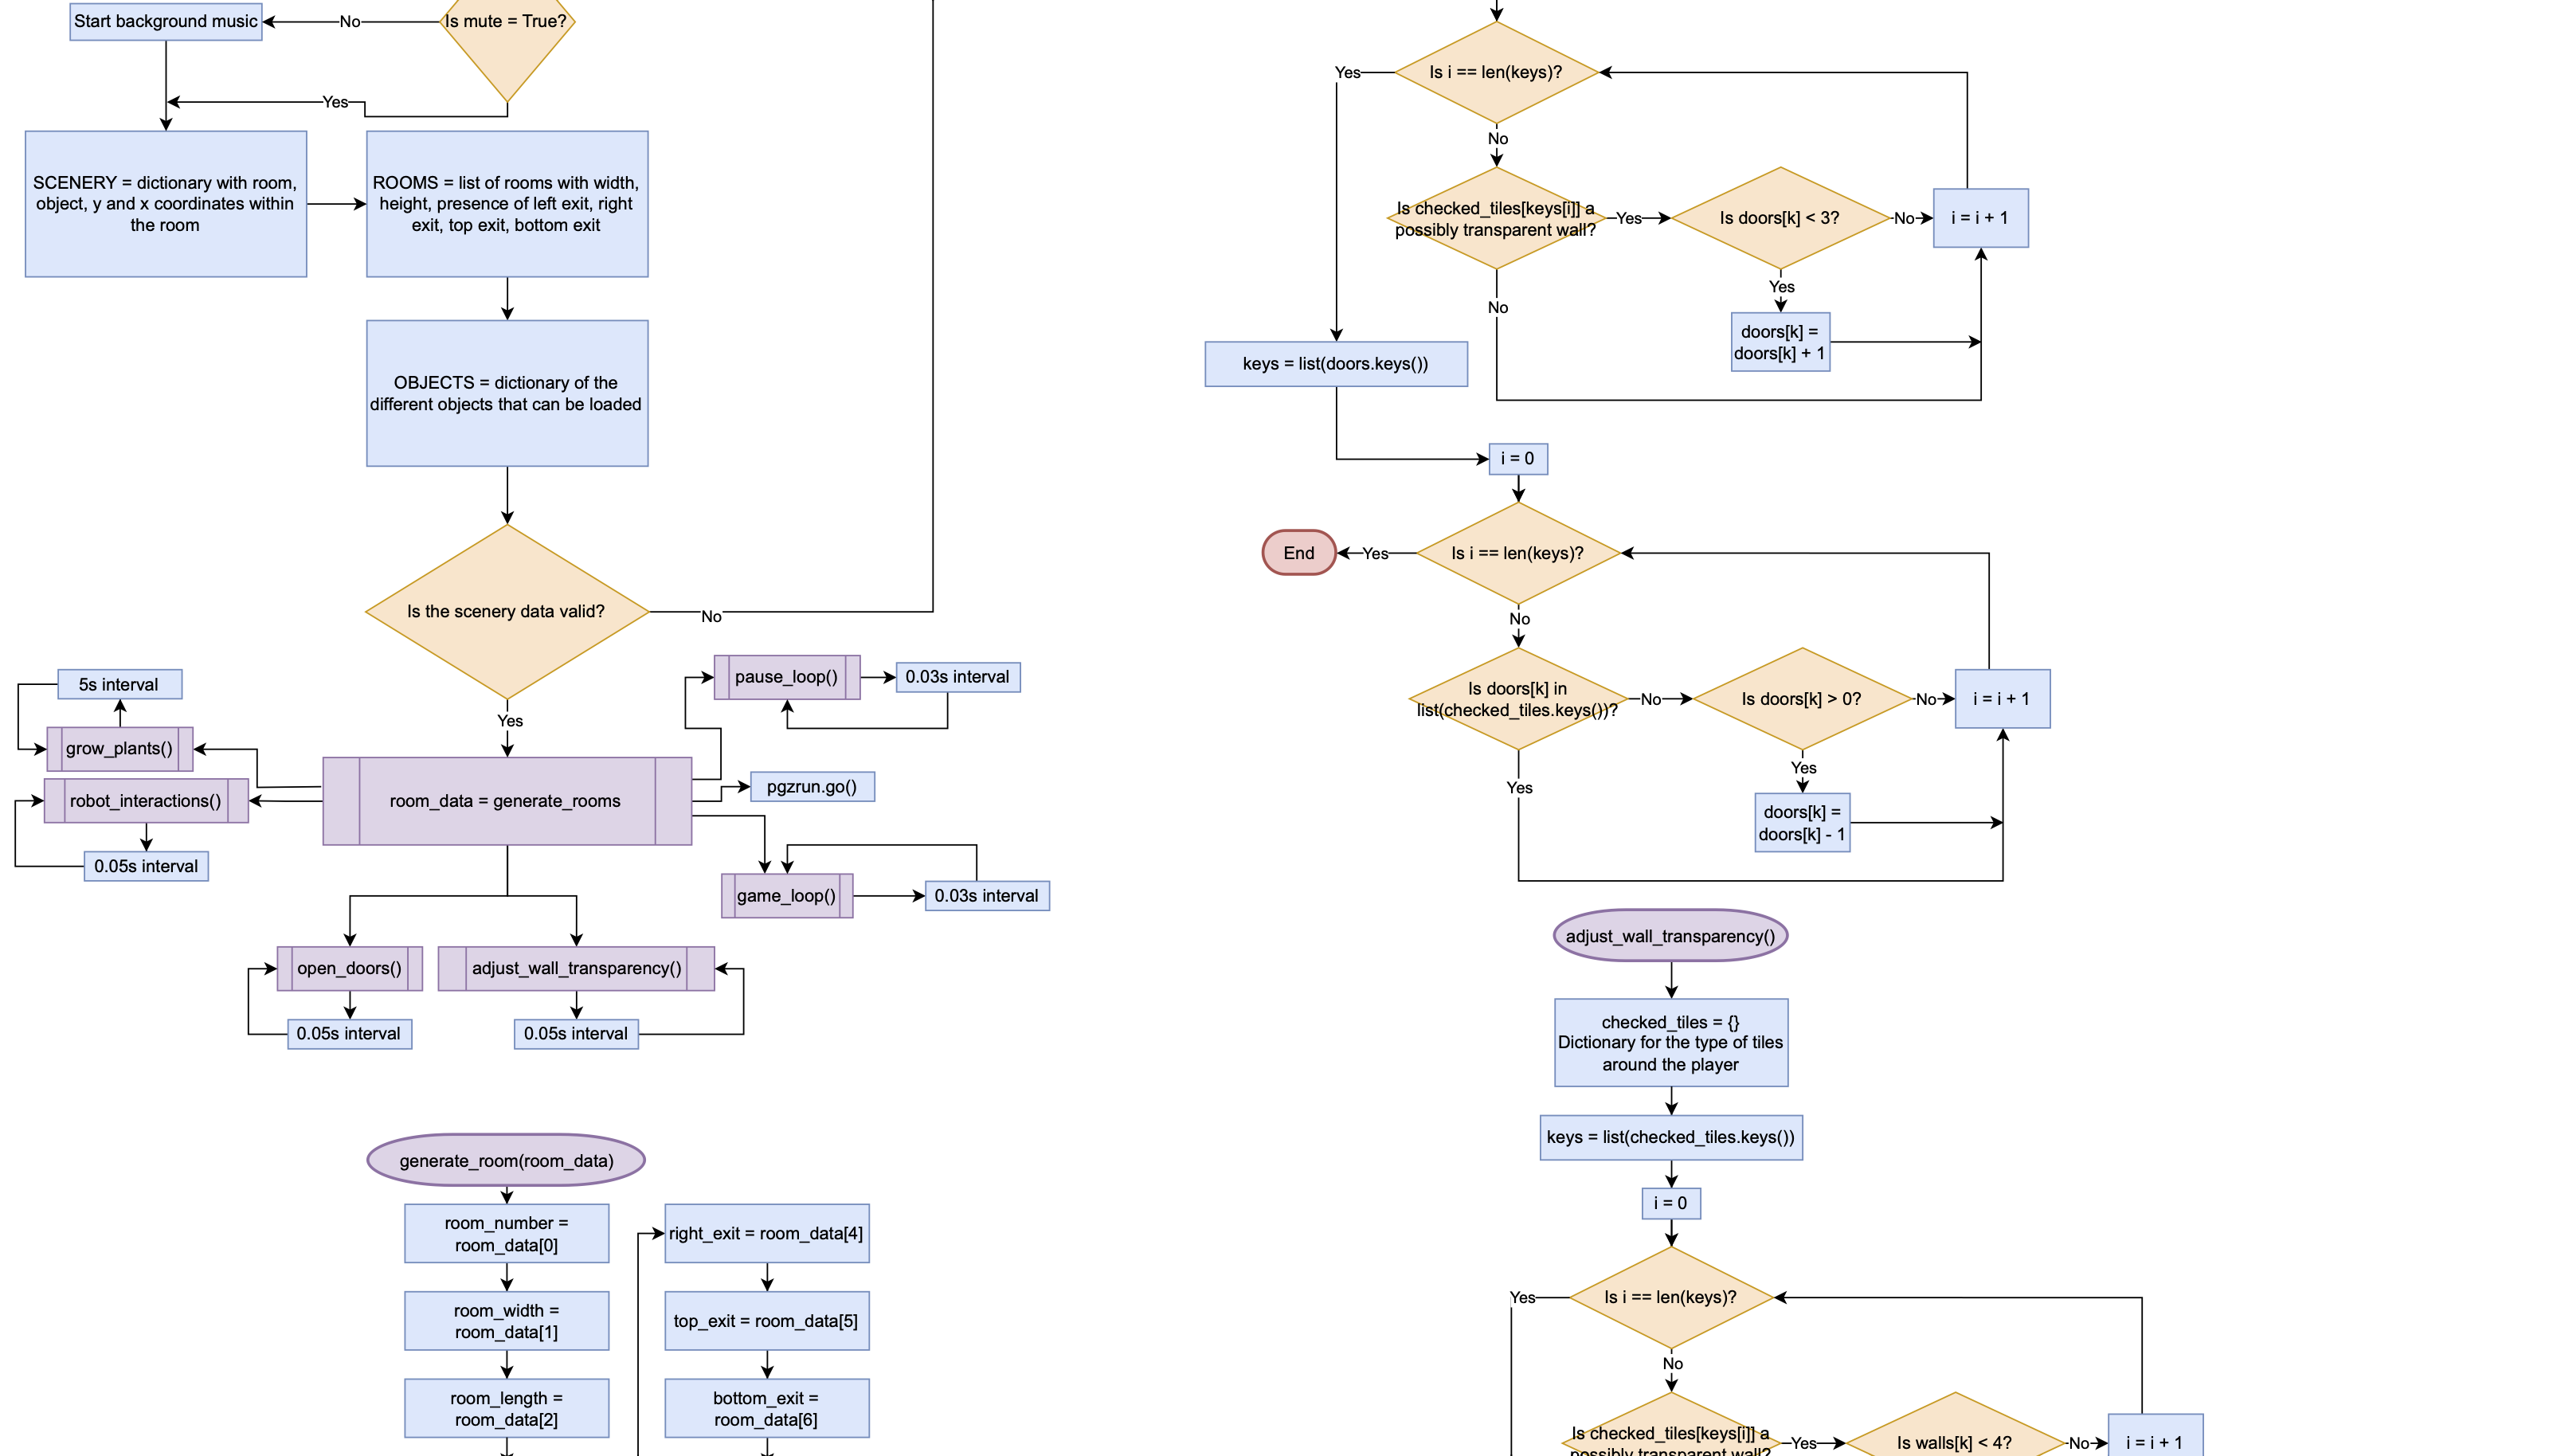 Start background music
No
Is mute = True?
Yes
SCENERY = dictionary with room,
object, y and x coordinates within
the room
ROOMS = list of rooms with width,
height, presence of left exit, right
exit, top exit, bottom exit
OBJECTS = dictionary of the
different objects that can be loaded
Is the scenery data valid?
No
Yes
5s interval
grow_plants()
robot_interactions()
0.05s interval
room_data = generate_rooms
pause_loop()
0.03s interval
pgzrun.go()
game_loop()
0.03s interval
open_doors()
0.05s interval
adjust_wall_transparency()
0.05s interval
generate_room(room_data)
room_number =
room_data[0]
room_width =
room_data[1]
room_length =
room_data[2]
right_exit = room_data[4]
top_exit = room_data[5]
bottom_exit =
room_data[6]
Yes
Is i == len(keys)?
No
Is checked_tiles[keys[i]] a
possibly transparent wall?
Yes
Is doors[k] < 3?
No
i = i + 1
Yes
doors[k] =
doors[k] + 1
No
keys = list(doors.keys())
i = 0
End
Yes
Is i == len(keys)?
No
Is doors[k] in
list(checked_tiles.keys())?
No
Is doors[k] > 0?
No
i = i + 1
Yes
doors[k] =
doors[k] - 1
Yes
adjust_wall_transparency()
checked_tiles = {}
Dictionary for the type of tiles
around the player
keys = list(checked_tiles.keys())
i = 0
Yes
Is i == len(keys)?
No
Is checked_tiles[keys[i]] a
possibly transparent wall?
Yes
Is walls[k] < 4?
No
i = i + 1